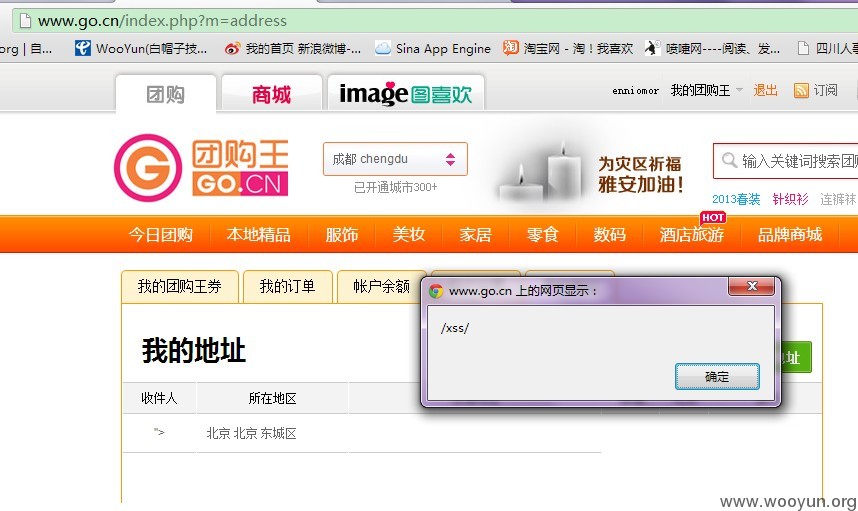 www.go.cn/index.php?m=address
org | 自... WooYun(白帽子技... 我的首页 新浪微博-... Sina App Engine 淘宝网 - 淘！我喜欢 喷嚏网----阅读、发... 四川人事
团购 商城 image图喜欢 enniomor 我的团购王 退出 订阅
G 团购王 GO.CN 成都 chengdu 为灾区祈福 输入关键词搜索团购
已开通城市300+ 雅安加油！ 2013春装 针织衫 连裤袜
HOT
今日团购 本地精品 服饰 美妆 家居 零食 数码 酒店旅游 品牌商城
我的团购王券 我的订单 帐户余额
www.go.cn 上的网页显示：
/xss/
我的地址 址
确定
收件人 所在地区
"> 北京 北京 东城区
www.wooyun.org